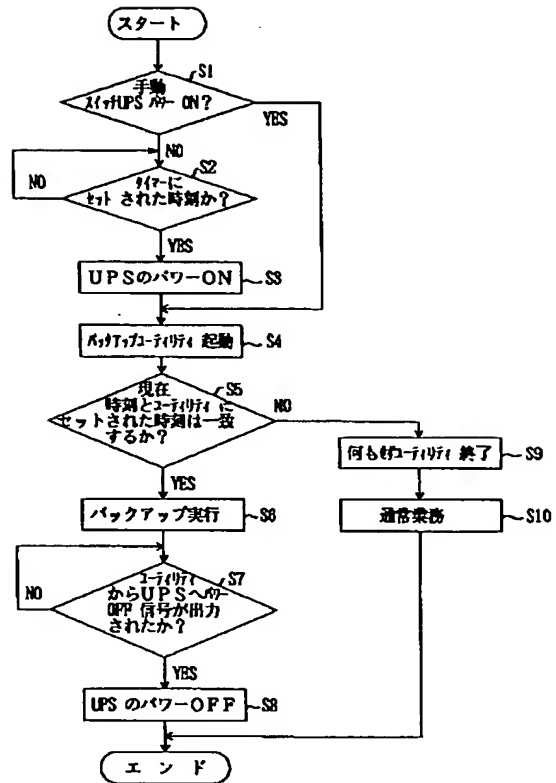 スタート
S1
手動
スイッチUPS パワー ON?
YES
NO
S2
タイマーに
セット された時刻か?
NO
YES
UPSのパワーON
S3
バックアップユーティリティ 起動
S4
S5
現在
時刻とユーティリティ に
セットされた時刻は一致
するか?
NO
YES
何もせずユーティリティ 終了
S9
バックアップ実行
S6
通常業務
S10
S7
ユーティリティ
からUPSへパワー
OFF 信号が出力
されたか?
NO
YES
UPS のパワーOFF
S8
エンド